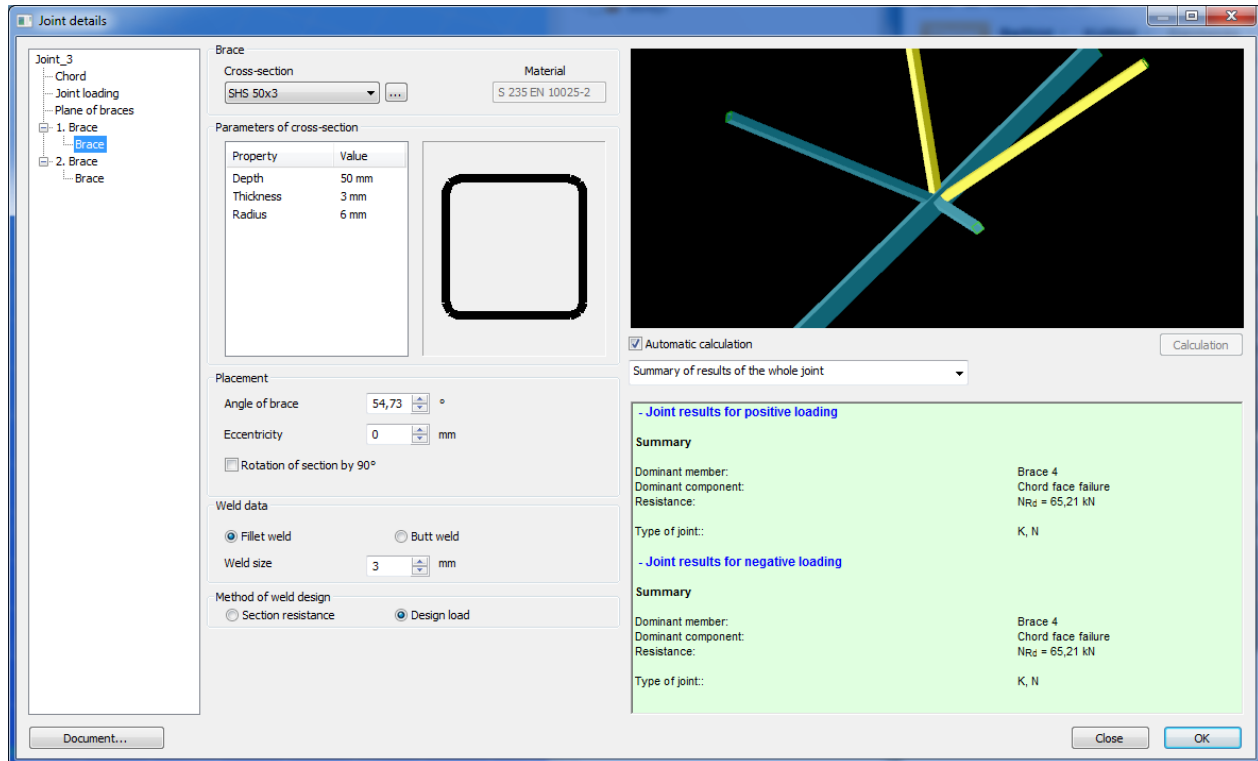 Joint details
Joint_3
Chord
Joint loading
Plane of braces
1. Brace
Brace
2. Brace
Brace
Document...
Brace
Cross-section
Material
SHS 50x3
...
S 235 EN 10025-2
Parameters of cross-section
Property Value
Depth 50 mm
Thickness 3 mm
Radius 6 mm
Placement
Angle of brace 54,73 °
Eccentricity 0 mm
Rotation of section by 90°
Weld data
Fillet weld Butt weld
Weld size 3 mm
Method of weld design
Section resistance Design load
Automatic calculation
Calculation
Summary of results of the whole joint
- Joint results for positive loading
Summary
Dominant member: Brace 4
Dominant component: Chord face failure
Resistance: NRd = 65,21 kN
Type of joint:: K, N
- Joint results for negative loading
Summary
Dominant member: Brace 4
Dominant component: Chord face failure
Resistance: NRd = 65,21 kN
Type of joint:: K, N
Close
OK